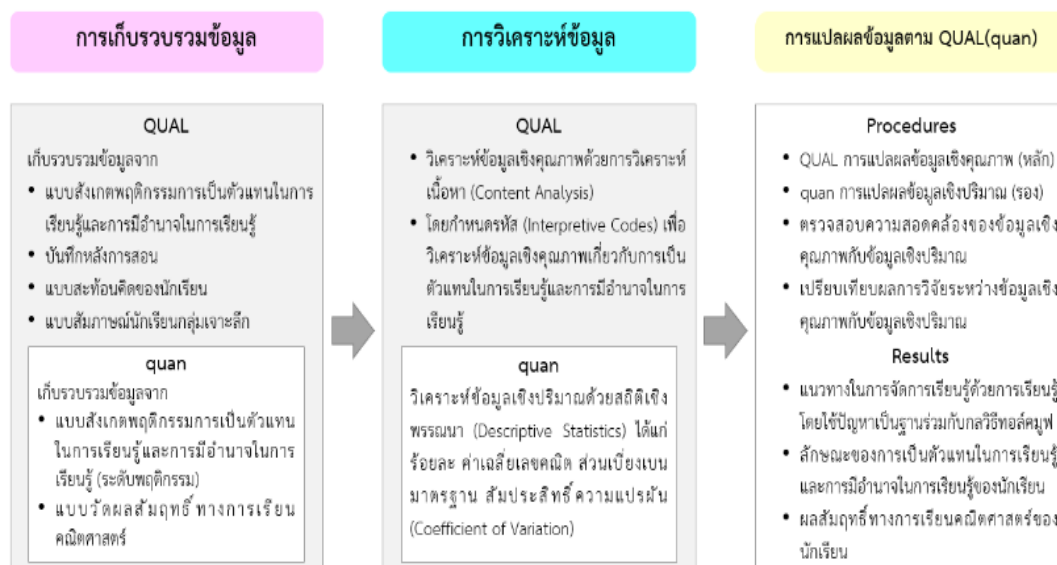 การเก็บรวบรวมข้อมูล
QUAL
เก็บรวบรวมข้อมูลจาก
• แบบสังเกตพฤติกรรมการเป็นตัวแทนในการ
เรียนรู้และการมีอำนาจในการเรียนรู้
• บันทึกหลังการสอน
• แบบสะท้อนคิดของนักเรียน
• แบบสัมภาษณ์นักเรียนกลุ่มเจาะลึก
quan
เก็บรวบรวมข้อมูลจาก
• แบบสังเกตพฤติกรรมการเป็นตัวแทน
ในการเรียนรู้และการมีอำนาจในการ
เรียนรู้ (ระดับพฤติกรรม)
• แบบวัดผลสัมฤทธิ์ทางการเรียน
คณิตศาสตร์
การวิเคราะห์ข้อมูล
QUAL
• วิเคราะห์ข้อมูลเชิงคุณภาพด้วยการวิเคราะห์
เนื้อหา (Content Analysis)
• โดยกำหนดรหัส (Interpretive Codes) เพื่อ
วิเคราะห์ข้อมูลเชิงคุณภาพเกี่ยวกับการเป็น
ตัวแทนในการเรียนรู้และการมีอำนาจในการ
เรียนรู้
quan
วิเคราะห์ข้อมูลเชิงปริมาณด้วยสถิติเชิง
พรรณนา (Descriptive Statistics) ได้แก่
ร้อยละ ค่าเฉลี่ยเลขคณิต ส่วนเบี่ยงเบน
มาตรฐาน สัมประสิทธิ์ความแปรผัน
(Coefficient of Variation)
การแปลผลข้อมูลตาม QUAL(quan)
Procedures
• QUAL การแปลผลข้อมูลเชิงคุณภาพ (หลัก)
• quan การแปลผลข้อมูลเชิงปริมาณ (รอง)
• ตรวจสอบความสอดคล้องของข้อมูลเชิง
คุณภาพกับข้อมูลเชิงปริมาณ
• เปรียบเทียบผลการวิจัยระหว่างข้อมูลเชิง
คุณภาพกับข้อมูลเชิงปริมาณ
Results
• แนวทางในการจัดการเรียนรู้ด้วยการเรียนรู้
โดยใช้ปัญหาเป็นฐานร่วมกับกลวิธีทอล์คมูฟ
• ลักษณะของการเป็นตัวแทนในการเรียนรู้
และการมีอำนาจในการเรียนรู้ของนักเรียน
• ผลสัมฤทธิ์ทางการเรียนคณิตศาสตร์ของ
นักเรียน